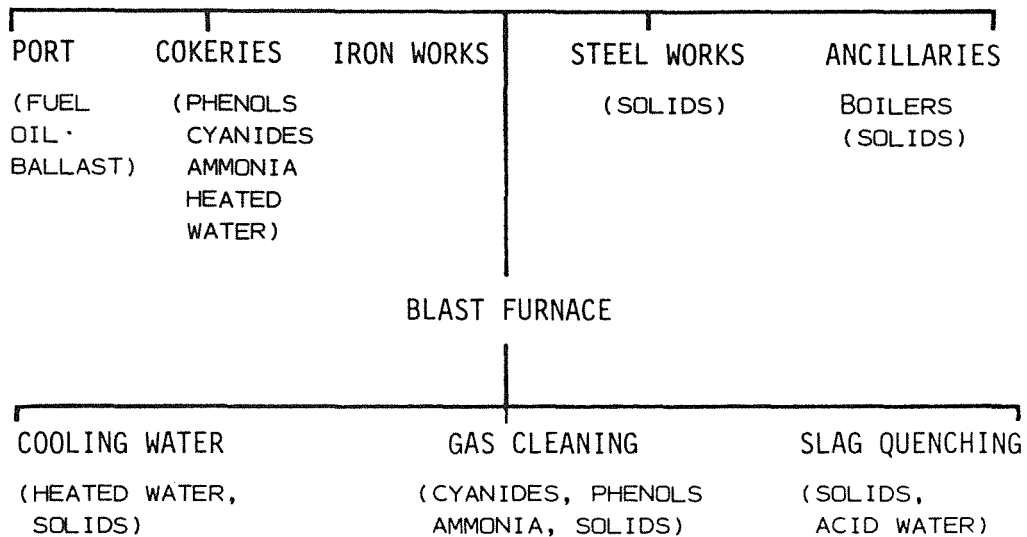 PORT COKERIES IRON WORKS STEEL WORKS ANCILLARIES
(FUEL
OIL·
BALLAST)
(PHENOLS
CYANIDES
AMMONIA
HEATED
WATER)
(SOLIDS)
BOILERS
(SOLIDS)
BLAST FURNACE
COOLING WATER
(HEATED WATER,
SOLIDS)
GAS CLEANING
(CYANIDES, PHENOLS
AMMONIA, SOLIDS)
SLAG QUENCHING
(SOLIDS,
ACID WATER)